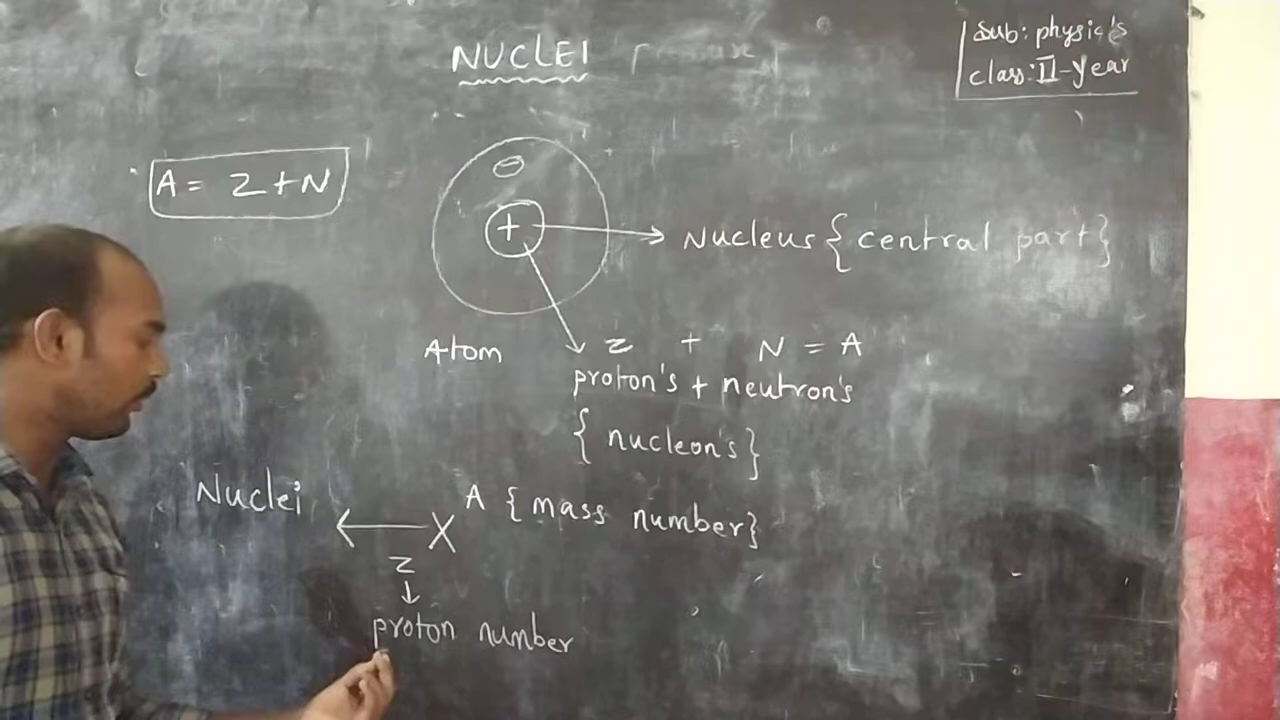 NUCLEI
Sub: physic's
class: II-Year
A = Z+N
+
Nucleus { central part}
Atom
Z + N = A
proton's + neutron's
{ nucleon's}
Nuclei
X A { mass number}
Z
proton number